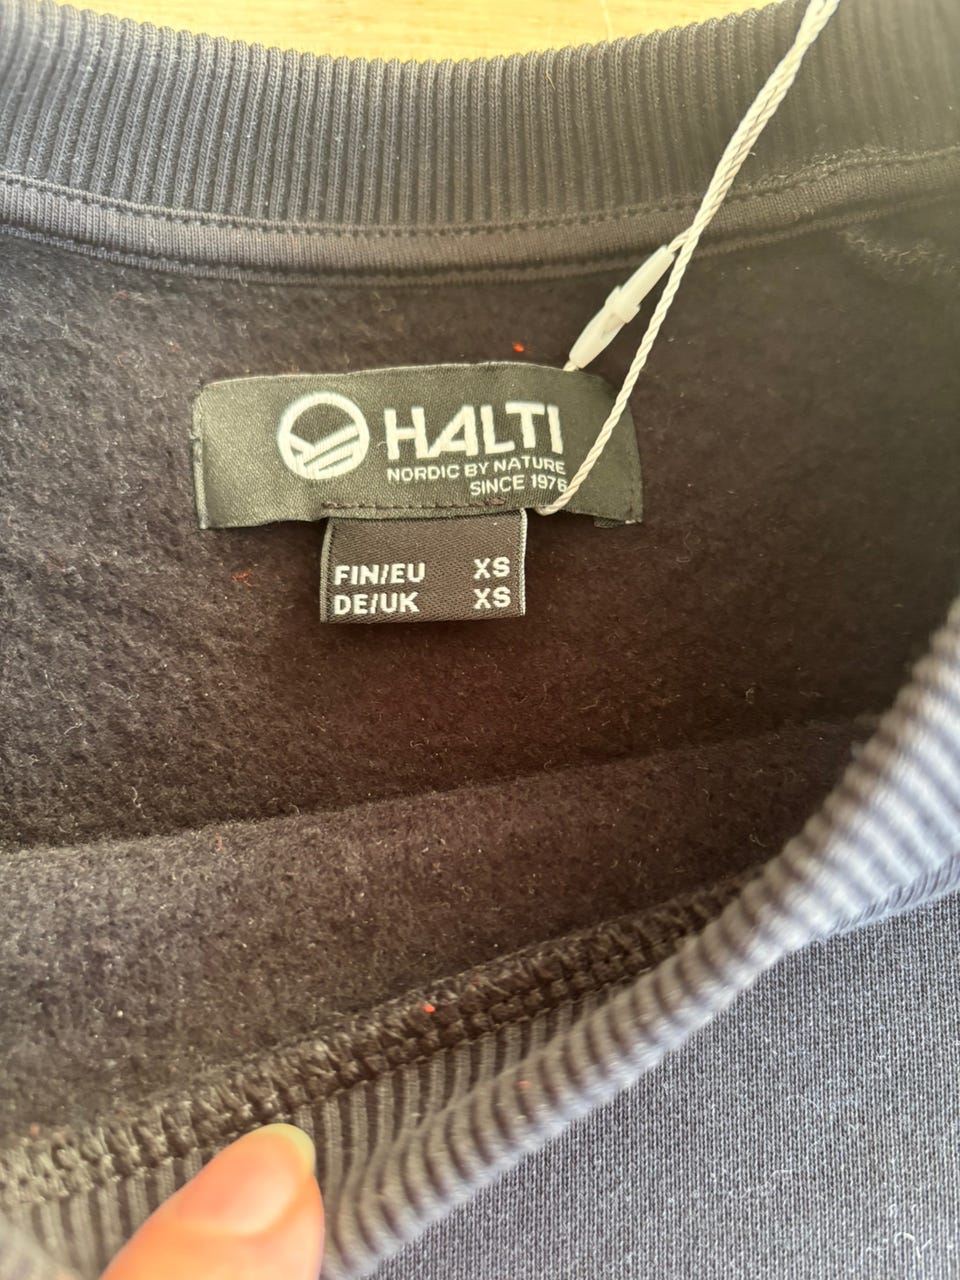 HALTI
NORDIC BY NATURE
SINCE 1976
FIN/EU XS
DE/UK XS